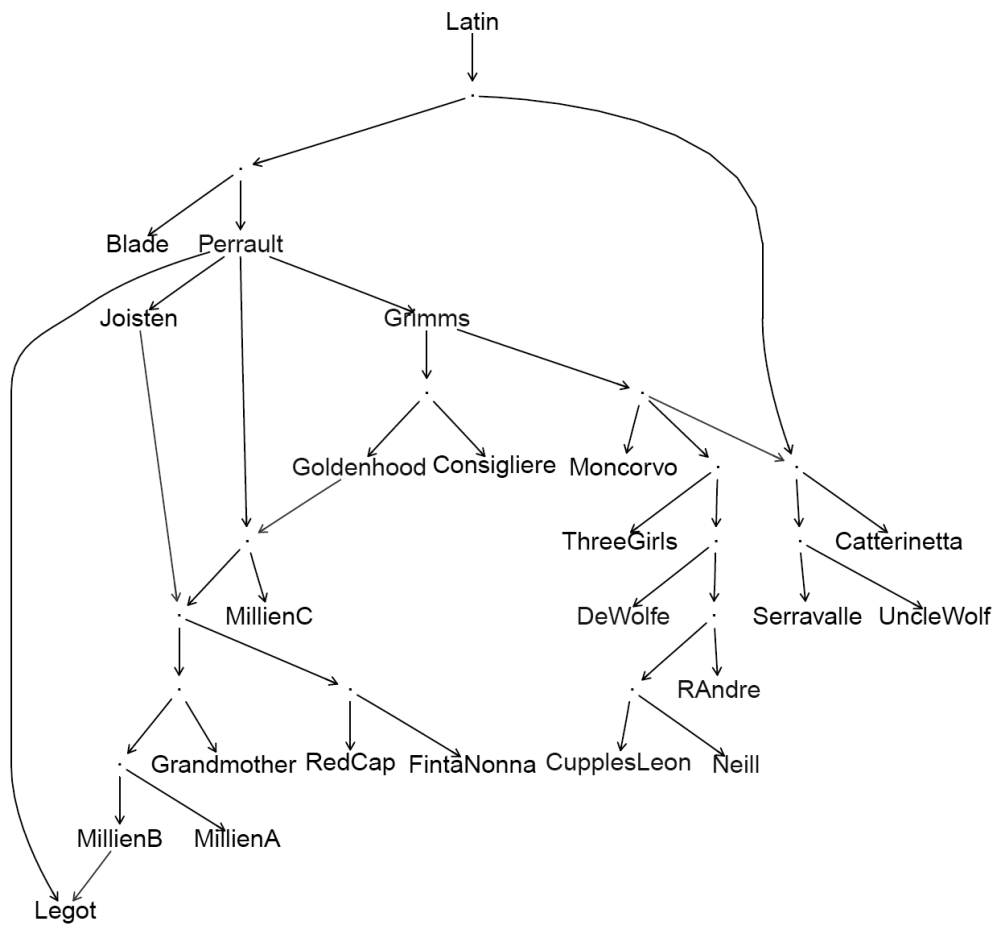 Latin
Blade Perrault
Joisten Grimms
Goldenhood Consigliere Moncorvo
ThreeGirls Catterinetta
MillienC DeWolfe Serravalle UncleWolf
RAndre
Grandmother RedCap FintaNonna CupplesLeon Neill
MillienB MillienA
Legot